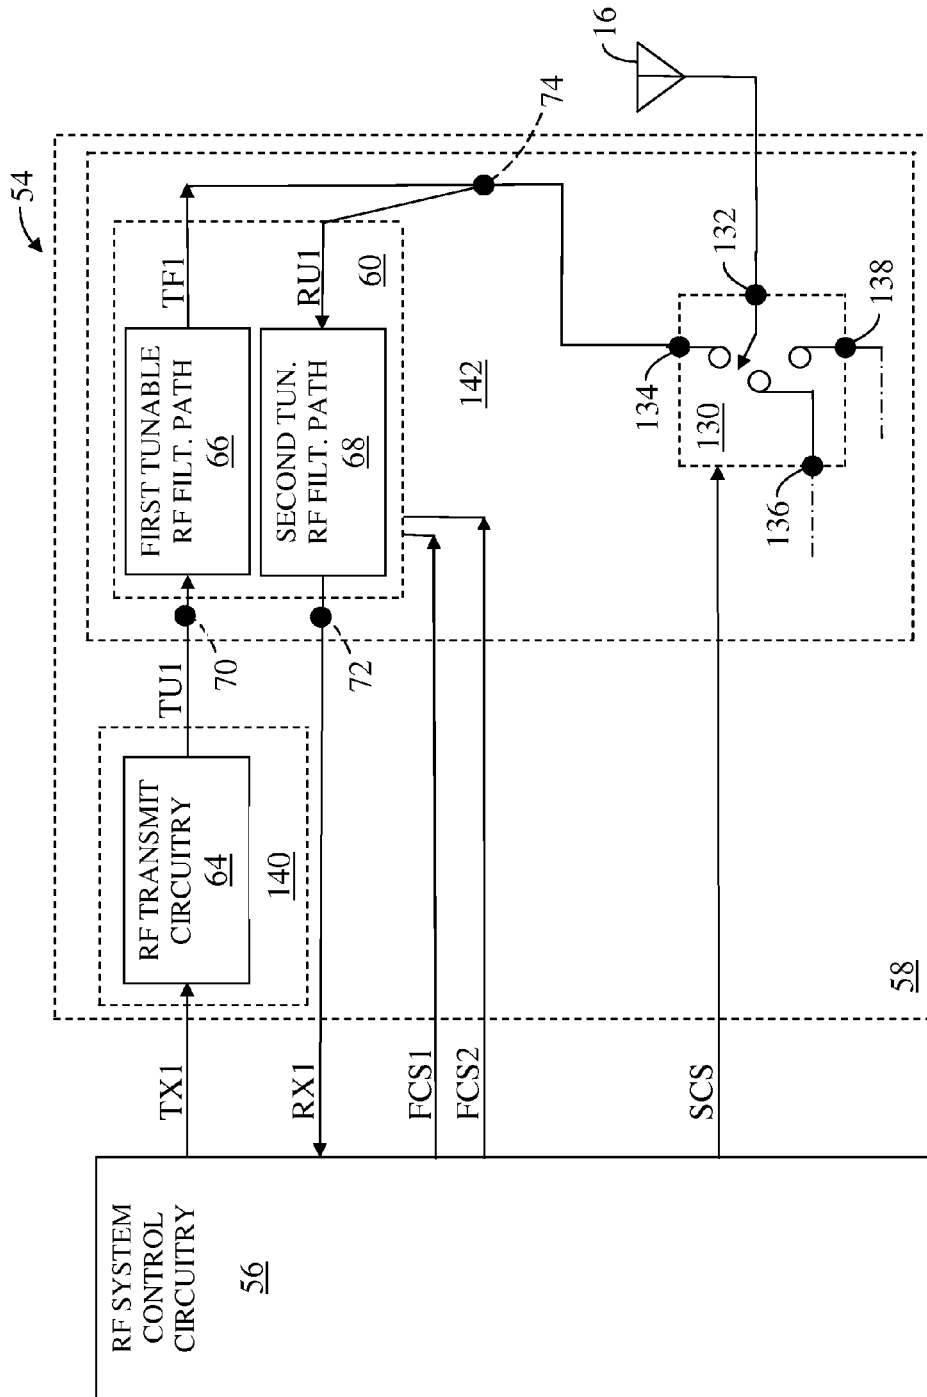 54
16
RF SYSTEM
CONTROL
CIRCUITRY
56
TX1
RX1
FCS1
FCS2
SCS
RF TRANSMIT
CIRCUITRY
64
140
TU1
70
72
FIRST TUNABLE
RF FILT. PATH
66
SECOND TUN.
RF FILT. PATH
68
60
TF1
RU1
74
142
134
130
132
136
138
58